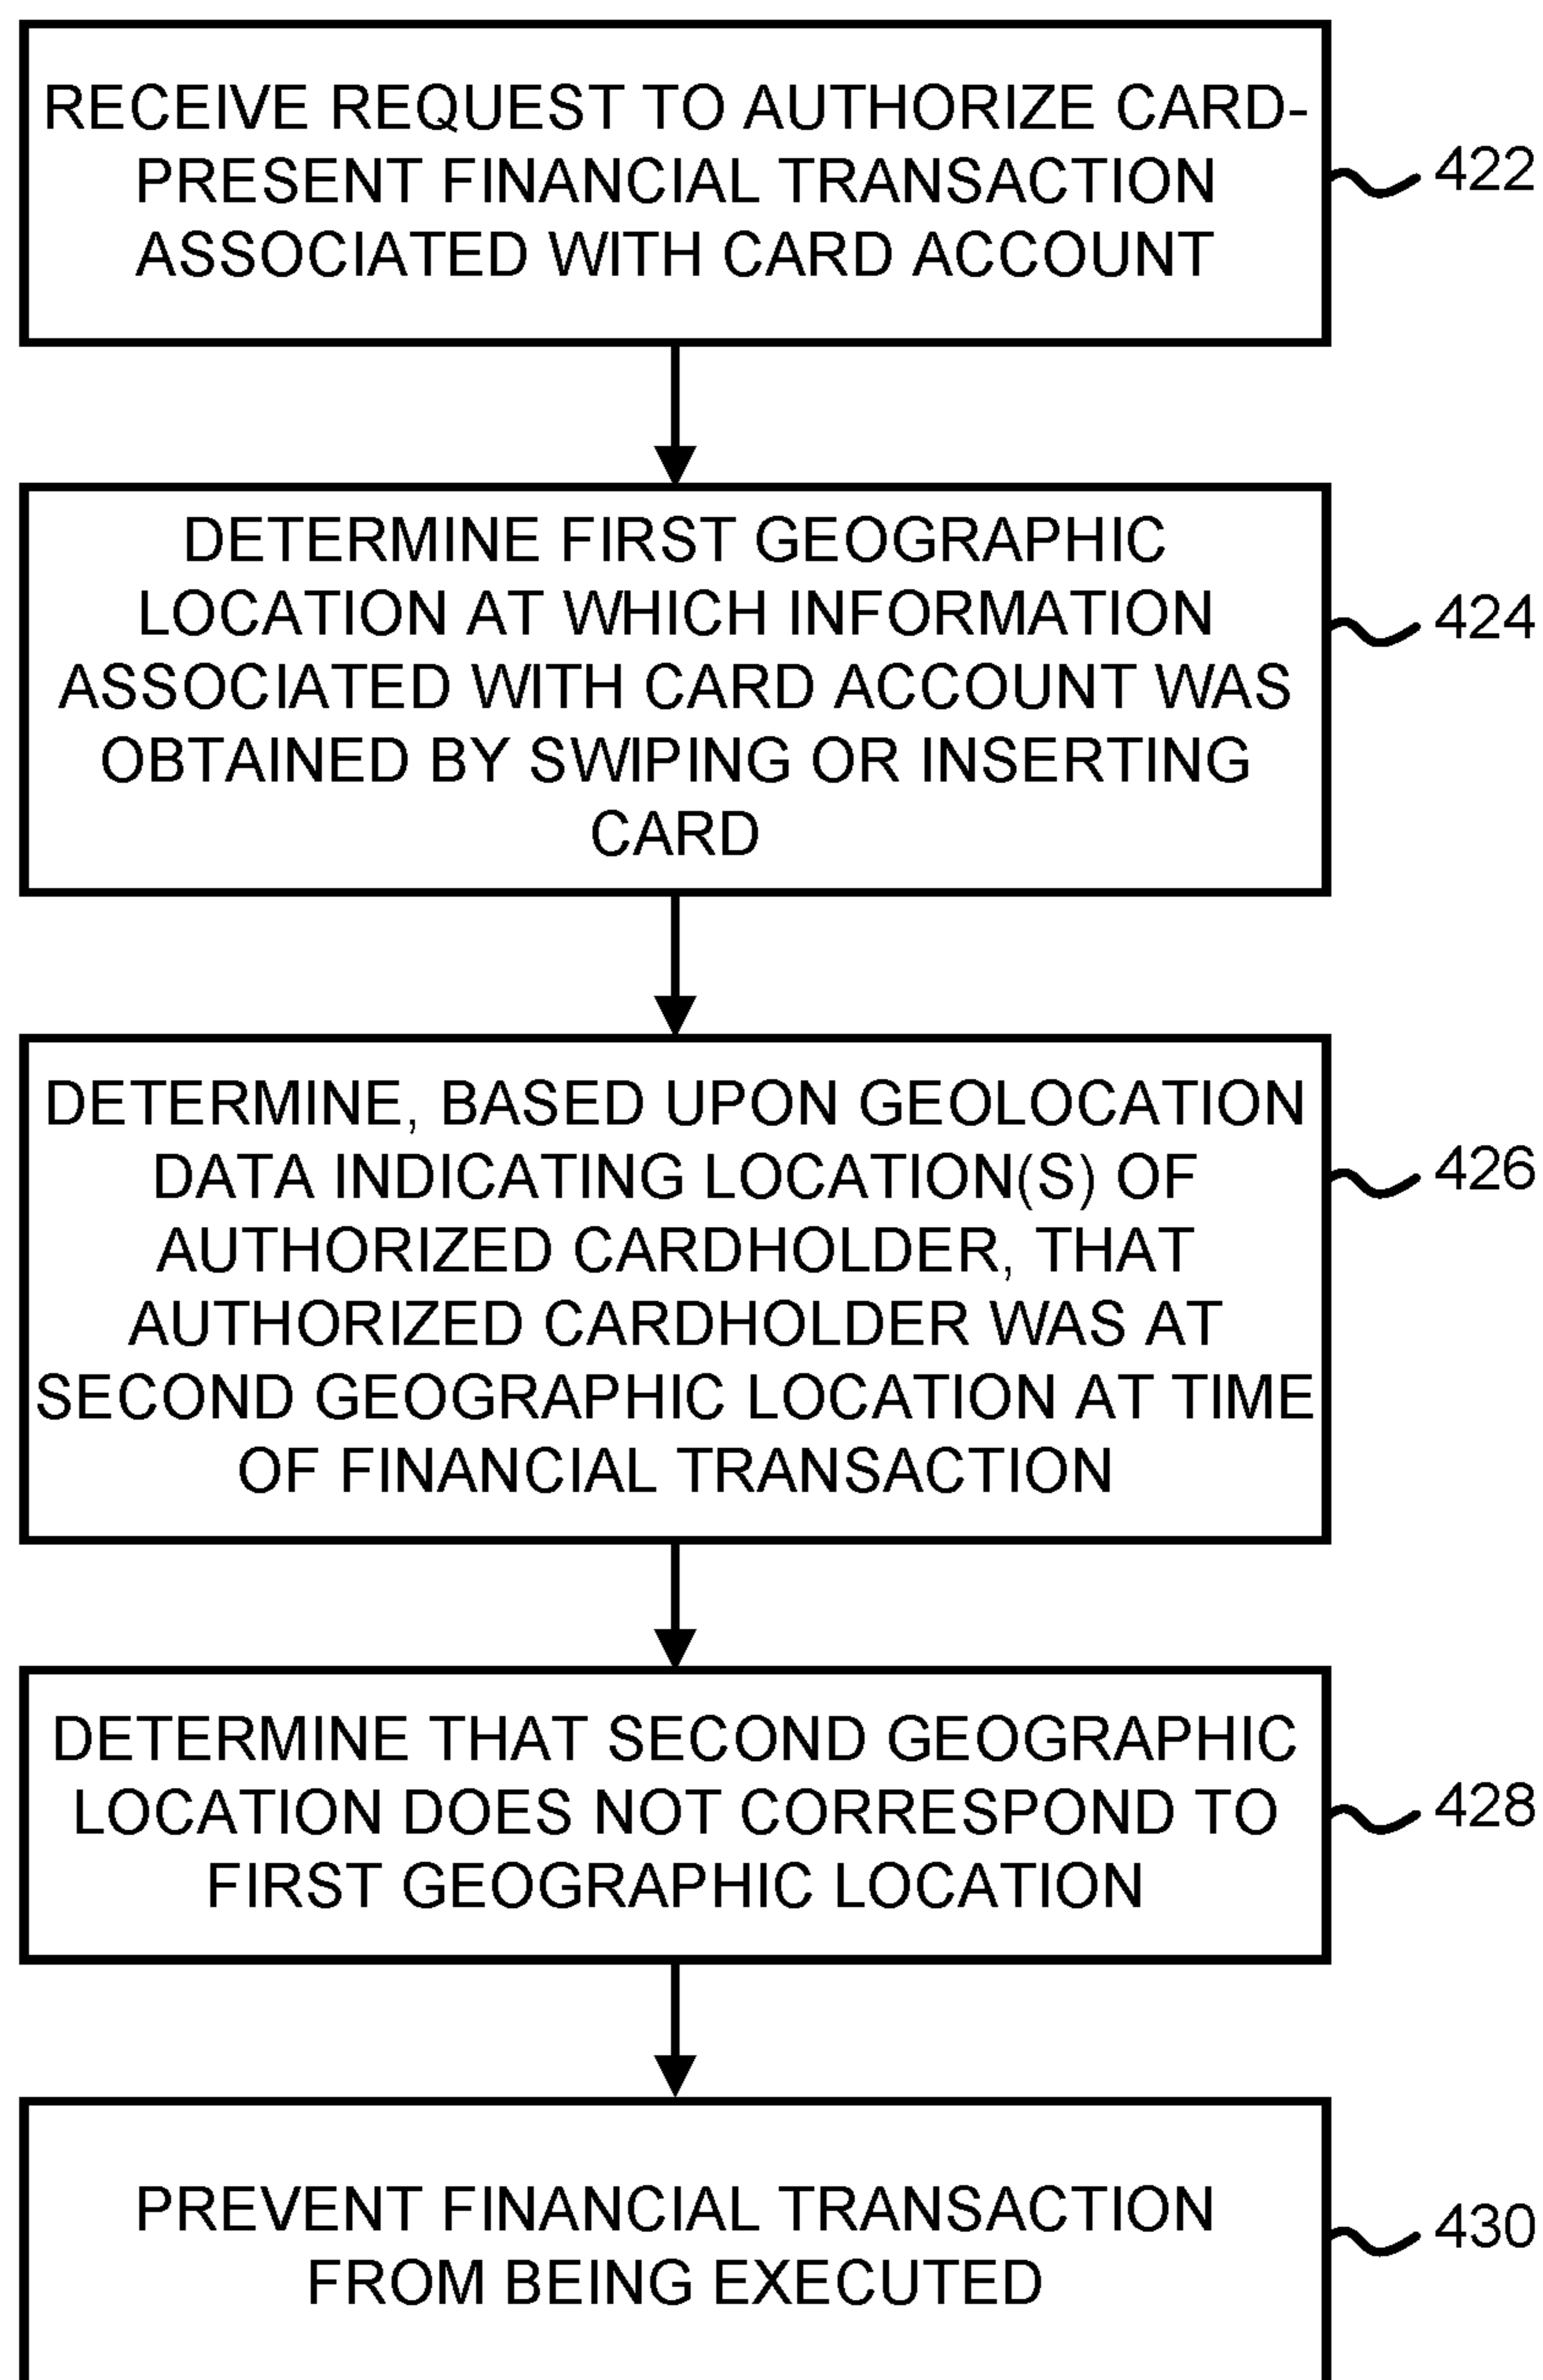 RECEIVE REQUEST TO AUTHORIZE CARD-
PRESENT FINANCIAL TRANSACTION
ASSOCIATED WITH CARD ACCOUNT
422
DETERMINE FIRST GEOGRAPHIC
LOCATION AT WHICH INFORMATION
ASSOCIATED WITH CARD ACCOUNT WAS
OBTAINED BY SWIPING OR INSERTING
CARD
424
DETERMINE, BASED UPON GEOLOCATION
DATA INDICATING LOCATION(S) OF
AUTHORIZED CARDHOLDER, THAT
AUTHORIZED CARDHOLDER WAS AT
SECOND GEOGRAPHIC LOCATION AT TIME
OF FINANCIAL TRANSACTION
426
DETERMINE THAT SECOND GEOGRAPHIC
LOCATION DOES NOT CORRESPOND TO
FIRST GEOGRAPHIC LOCATION
428
PREVENT FINANCIAL TRANSACTION
FROM BEING EXECUTED
430